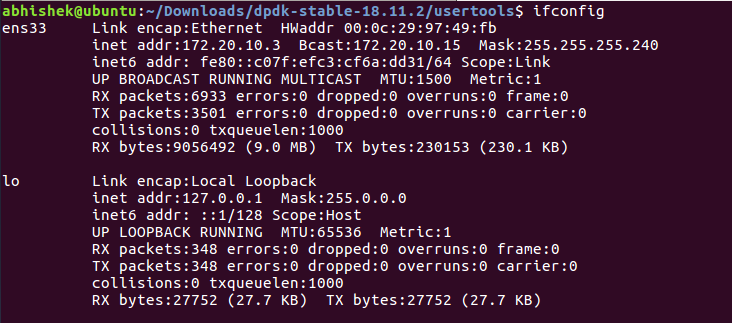 abhishek@ubuntu:~/Downloads/dpdk-stable-18.11.2/usertools$ ifconfig
ens33     Link encap:Ethernet  HWaddr 00:0c:29:97:49:fb
          inet addr:172.20.10.3  Bcast:172.20.10.15  Mask:255.255.255.240
          inet6 addr: fe80::c07f:efc3:cf6a:dd31/64 Scope:Link
          UP BROADCAST RUNNING MULTICAST  MTU:1500  Metric:1
          RX packets:6933 errors:0 dropped:0 overruns:0 frame:0
          TX packets:3501 errors:0 dropped:0 overruns:0 carrier:0
          collisions:0 txqueuelen:1000
          RX bytes:9056492 (9.0 MB)  TX bytes:230153 (230.1 KB)
lo        Link encap:Local Loopback
          inet addr:127.0.0.1  Mask:255.0.0.0
          inet6 addr: ::1/128 Scope:Host
          UP LOOPBACK RUNNING  MTU:65536  Metric:1
          RX packets:348 errors:0 dropped:0 overruns:0 frame:0
          TX packets:348 errors:0 dropped:0 overruns:0 carrier:0
          collisions:0 txqueuelen:1000
          RX bytes:27752 (27.7 KB)  TX bytes:27752 (27.7 KB)